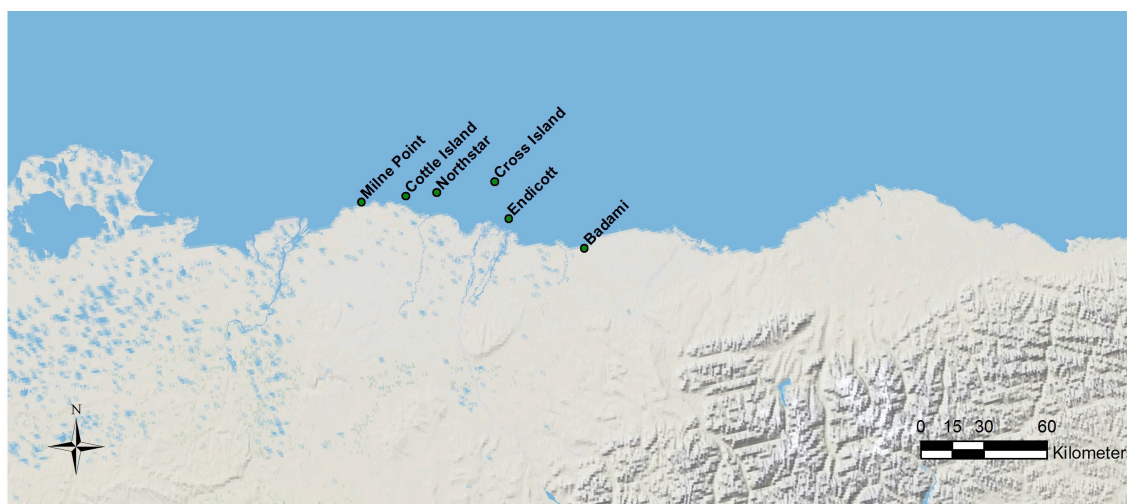 Milne Point
Cottle Island
Northstar
Cross Island
Endicott
Badami
N
0 15 30 60
Kilometer